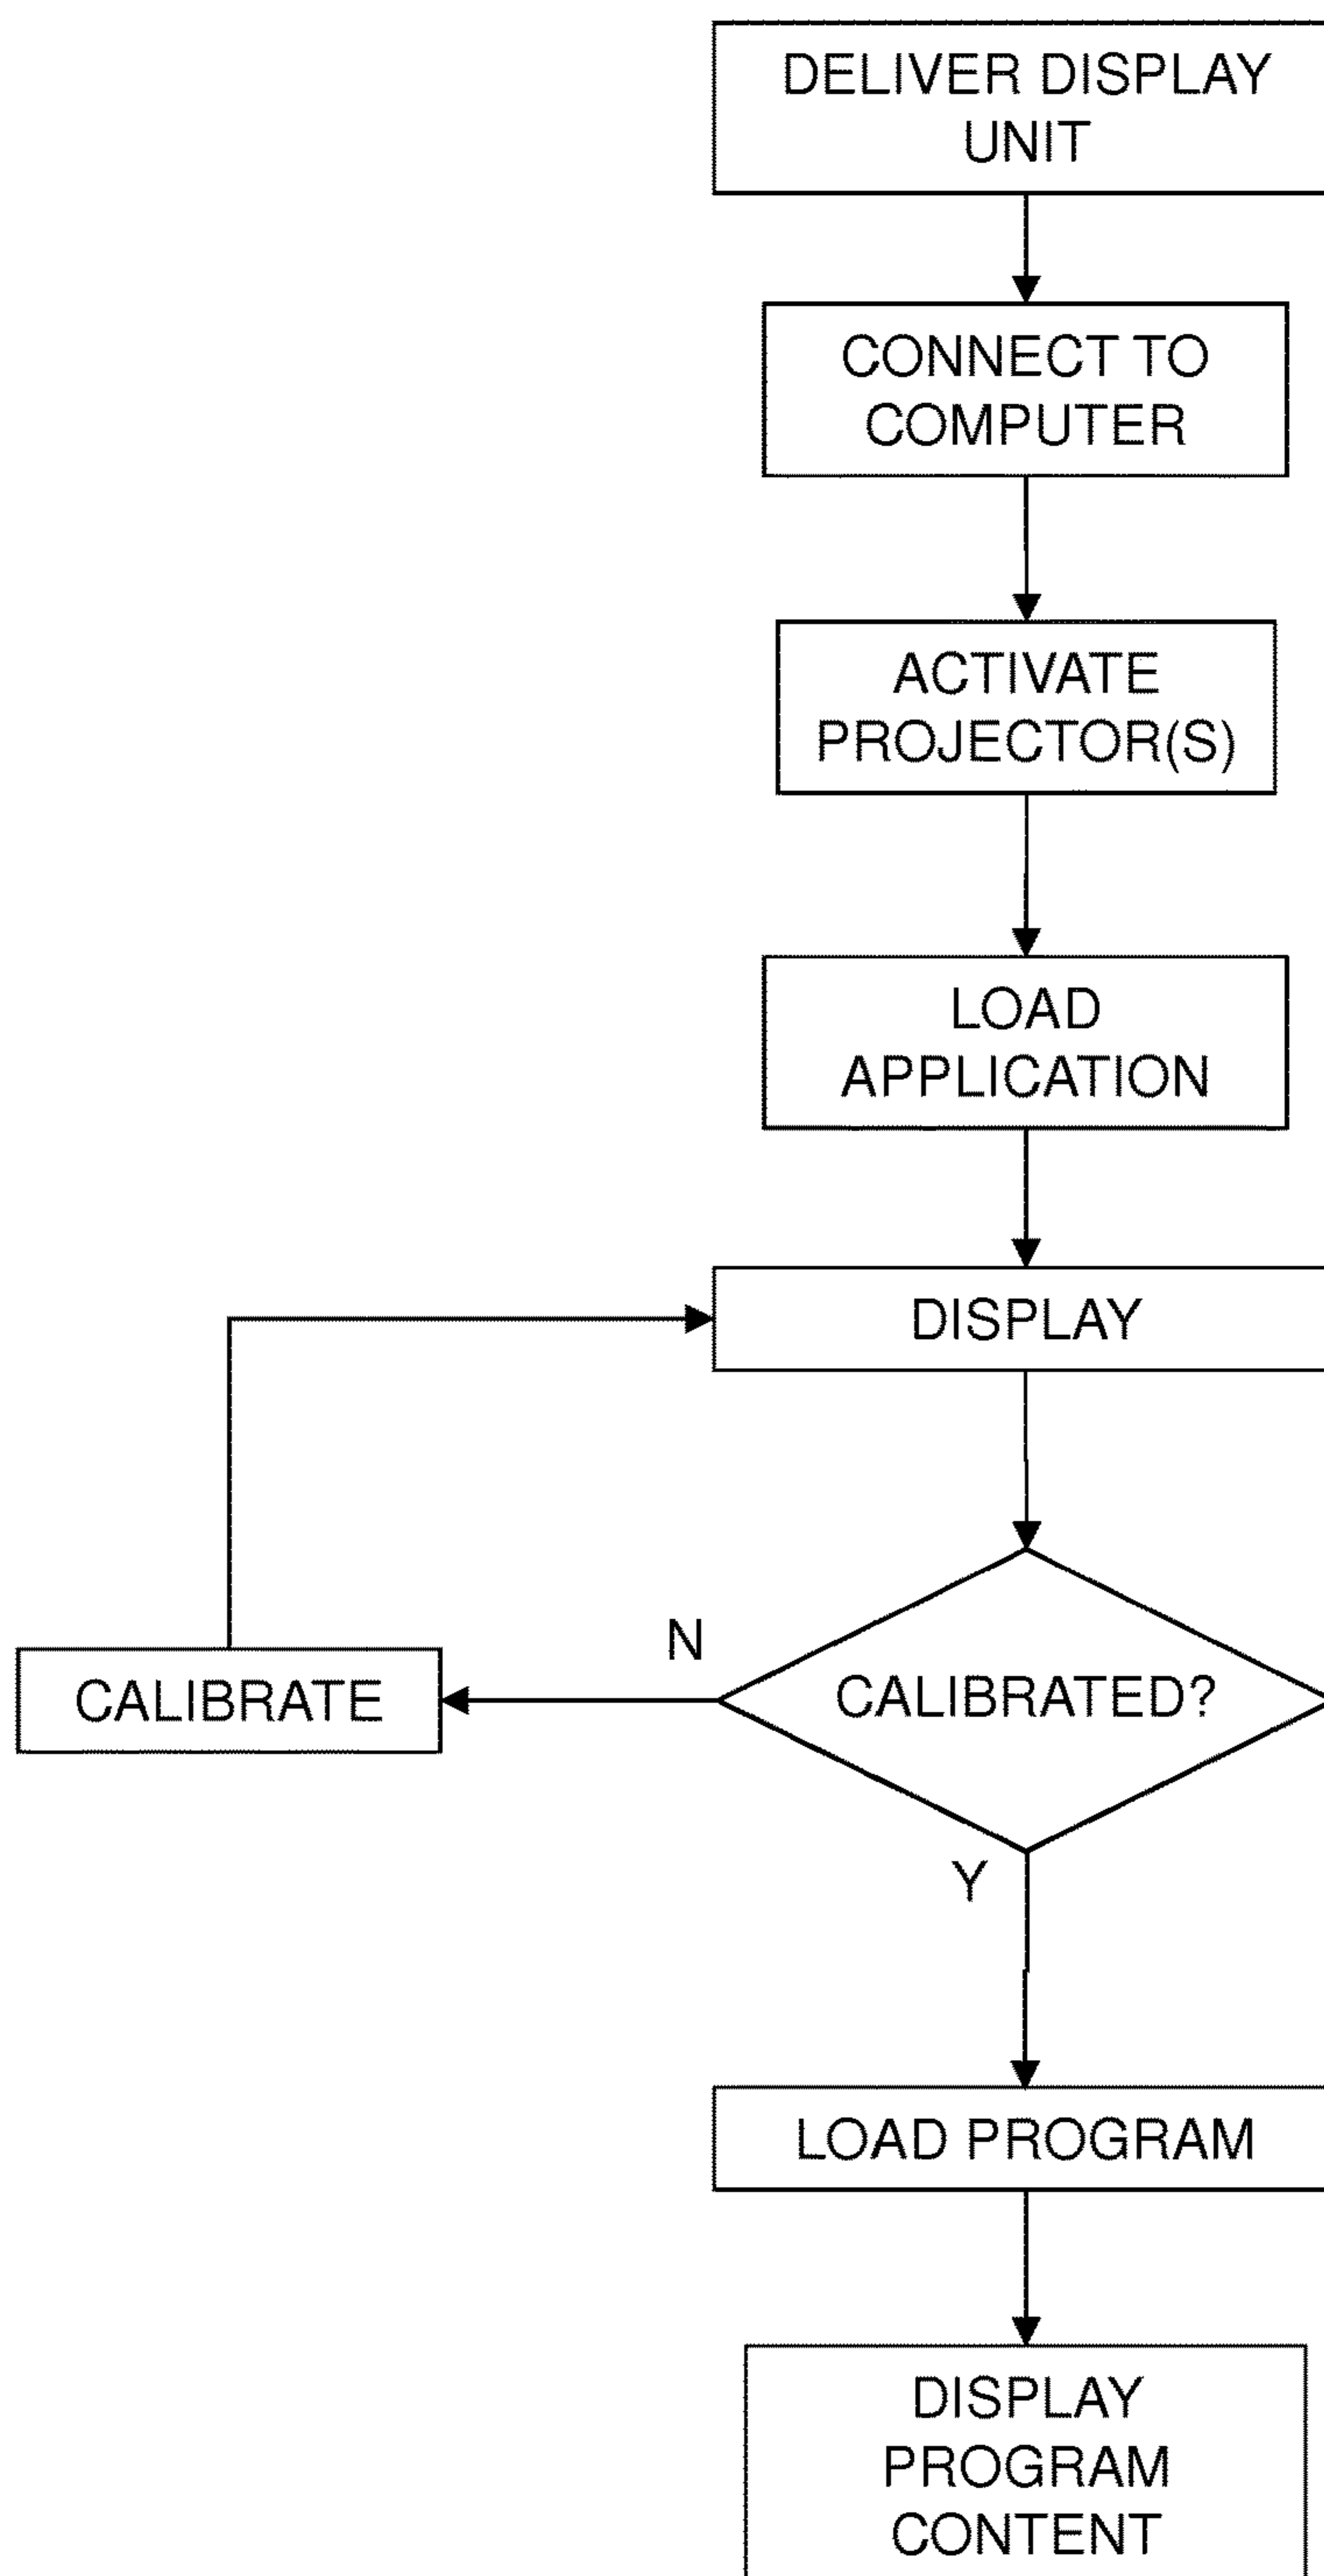 DELIVER DISPLAY
UNIT
CONNECT TO
COMPUTER
ACTIVATE
PROJECTOR(S)
LOAD
APPLICATION
DISPLAY
N
CALIBRATE
CALIBRATED?
Y
LOAD PROGRAM
DISPLAY
PROGRAM
CONTENT